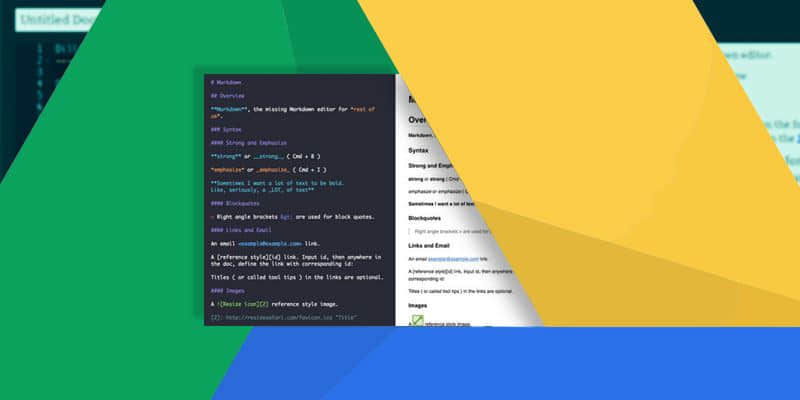 Untitled Doc
1
2
3
4
5
# Markdown
## Overview
**Markdown**, the missing Markdown editor for *rest of
us*.
### Syntax
#### Strong and Emphasize
**strong** or __strong__ ( Cmd + B )
*emphasize* or _emphasize_ ( Cmd + I )
**Sometimes I want a lot of text to be bold.
Like, seriously, a _LOT_ of text**
#### Blockquotes
> Right angle brackets &gt; are used for block quotes.
#### Links and Email
An email <example@example.com> link.
A [reference style][id] link. Input id, then anywhere in
the doc, define the link with corresponding id:
Titles ( or called tool tips ) in the links are optional.
#### Images
A ![Resize icon][2] reference style image.
[2]: http://resizesafari.com/favicon.ico "Title"
M
Over
Markdown,
Syntax
Strong and Emph
strong or strong ( Cmd
emphasize or emphasize (
Sometimes I want a lot of tex
Blockquotes
Right angle brackets > are used for
Links and Email
An email example@example.com link.
A [reference style][id] link. Input id, then anywhere
corresponding id:
Titles ( or called tool tips ) in the links are optional.
Images
A reference style image.
wn editor.